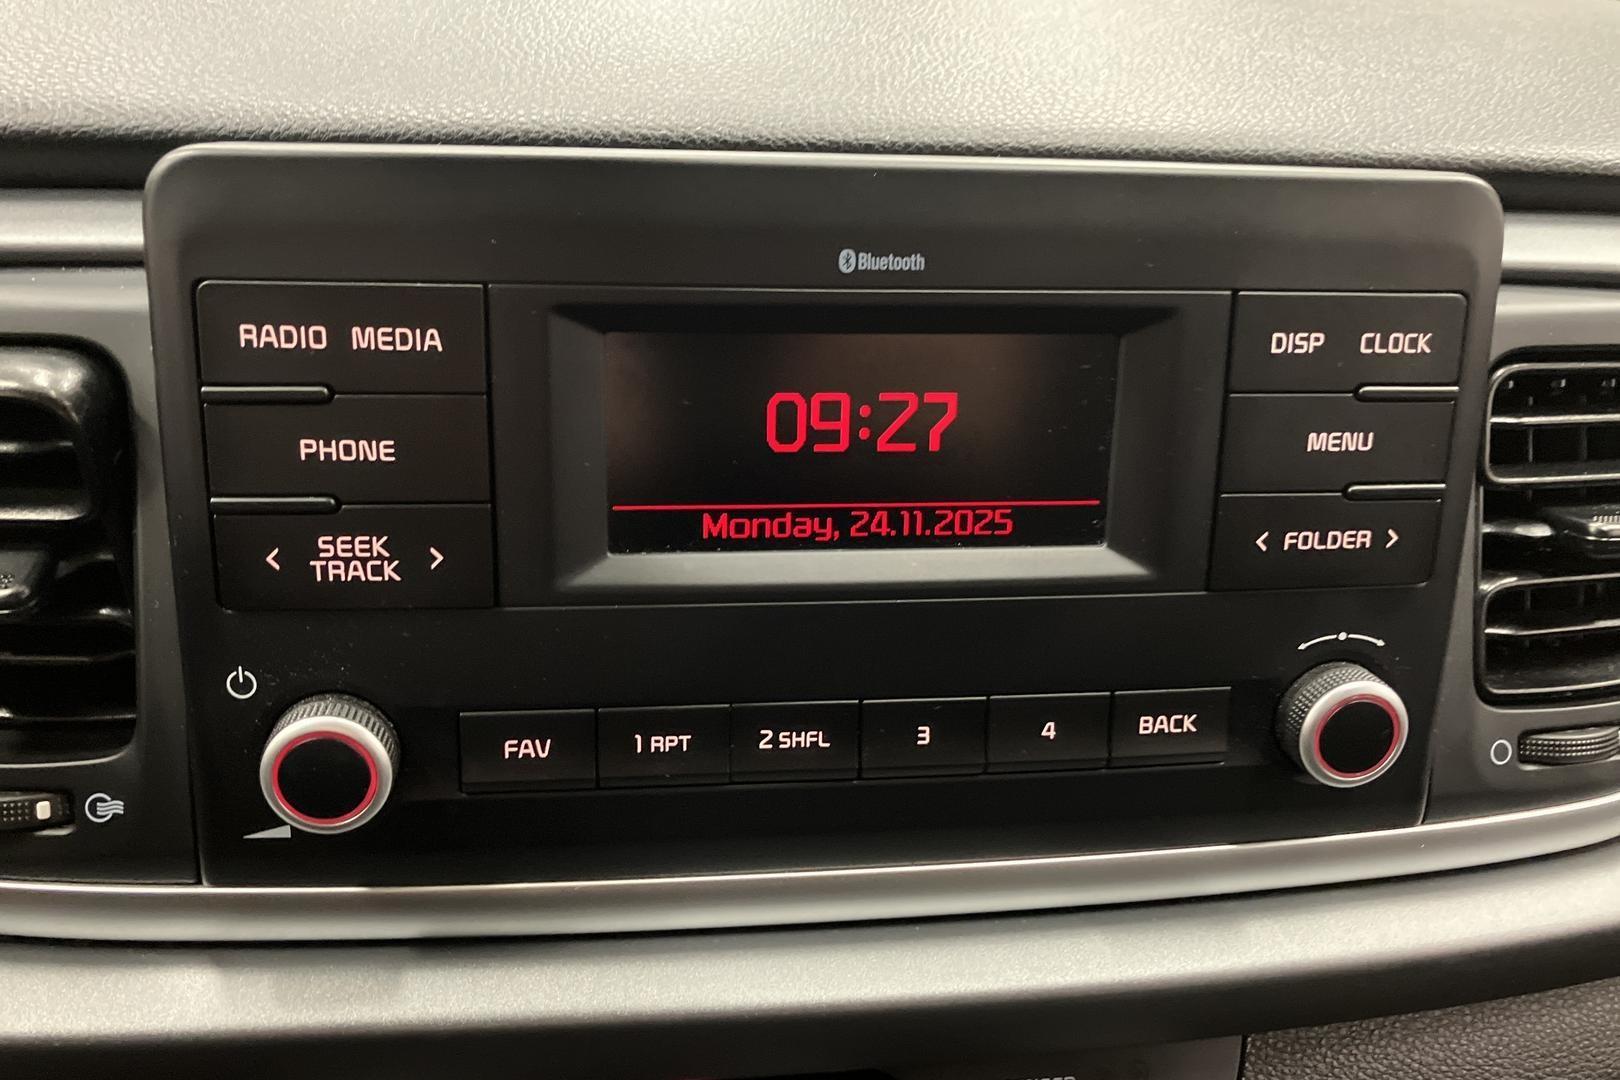 Bluetooth
RADIO MEDIA
DISP CLOCK
09:27
PHONE
MENU
Monday, 24.11.2025
< SEEK TRACK >
< FOLDER >
FAV
1 RPT
2 SHFL
3
4
BACK